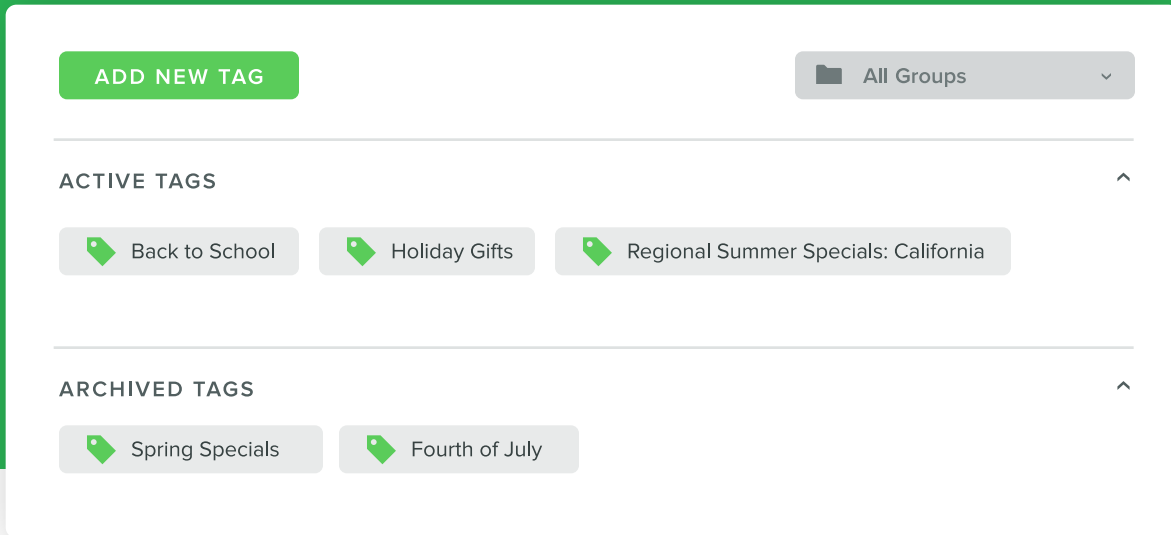 ADD NEW TAG
All Groups
ACTIVE TAGS
Back to School
Holiday Gifts
Regional Summer Specials: California
ARCHIVED TAGS
Spring Specials
Fourth of July